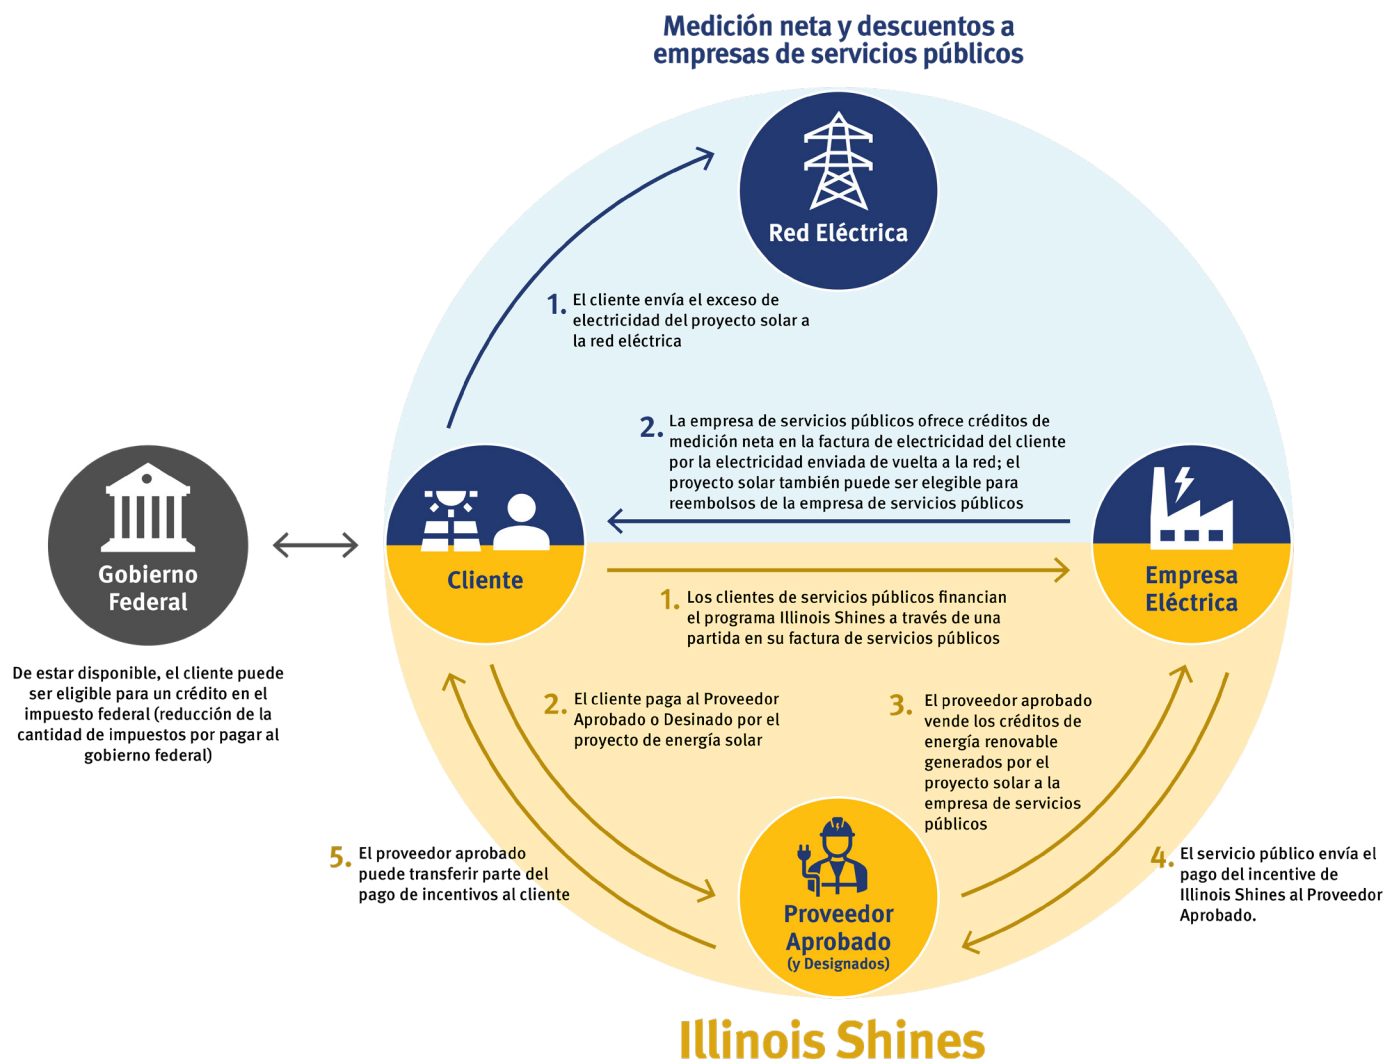 Medición neta y descuentos a
empresas de servicios públicos
Red Eléctrica
1. El cliente envía el exceso de
electricidad del proyecto solar a
la red eléctrica
2. La empresa de servicios públicos ofrece créditos de
medición neta en la factura de electricidad del cliente
por la electricidad enviada de vuelta a la red; el
proyecto solar también puede ser elegible para
reembolsos de la empresa de servicios públicos
Gobierno
Federal
Cliente
Empresa
Eléctrica
1. Los clientes de servicios públicos financian
el programa Illinois Shines a través de una
partida en su factura de servicios públicos
De estar disponible, el cliente puede
ser eligible para un crédito en el
impuesto federal (reducción de la
cantidad de impuestos por pagar al
gobierno federal)
2. El cliente paga al Proveedor
Aprobado o Desinado por el
proyecto de energía solar
3. El proveedor aprobado
vende los créditos de
energía renovable
generados por el
proyecto solar a la
empresa de servicios
públicos
5. El proveedor aprobado
puede transferir parte del
pago de incentivos al cliente
4. El servicio público envía el
pago del incentive de
Illinois Shines al Proveedor
Aprobado.
Proveedor
Aprobado
(y Designados)
Illinois Shines